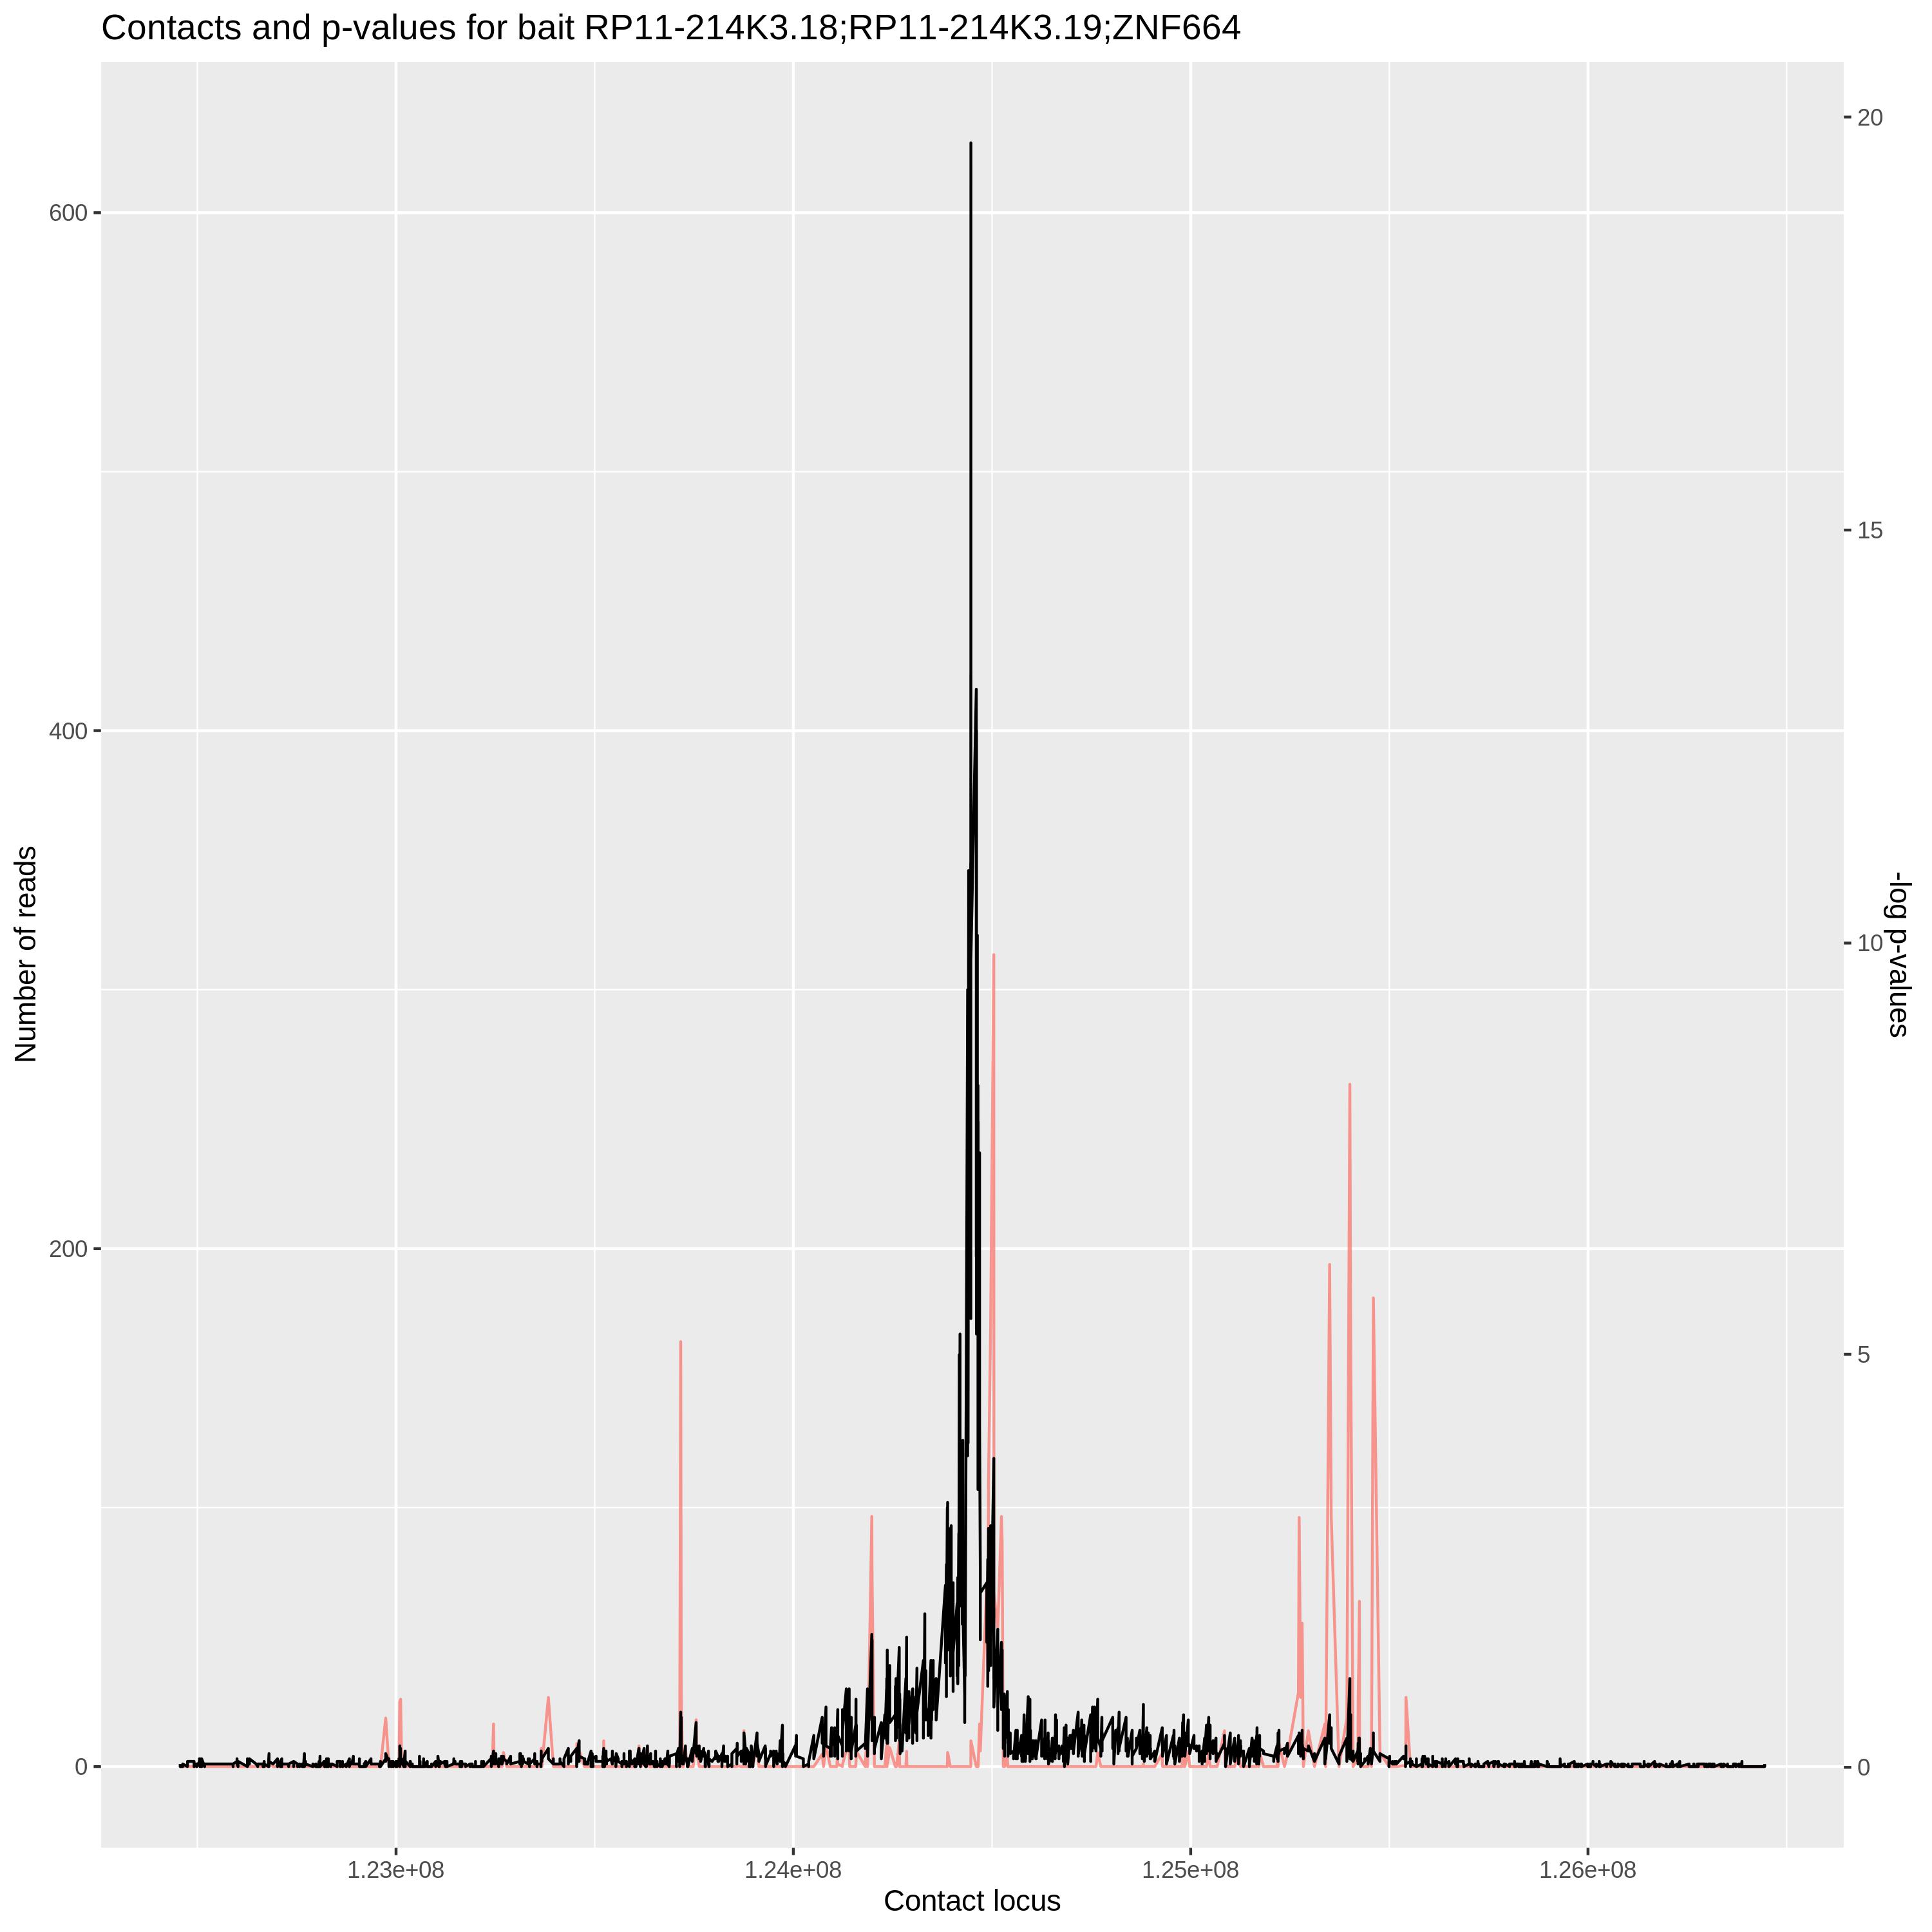 Contacts and p-values for bait RP11-214K3.18;RP11-214K3.19;ZNF664
Number of reads
600
400
200
0
20
15
10
5
0
-log p-values
1.23e+08
1.24e+08
1.25e+08
1.26e+08
Contact locus